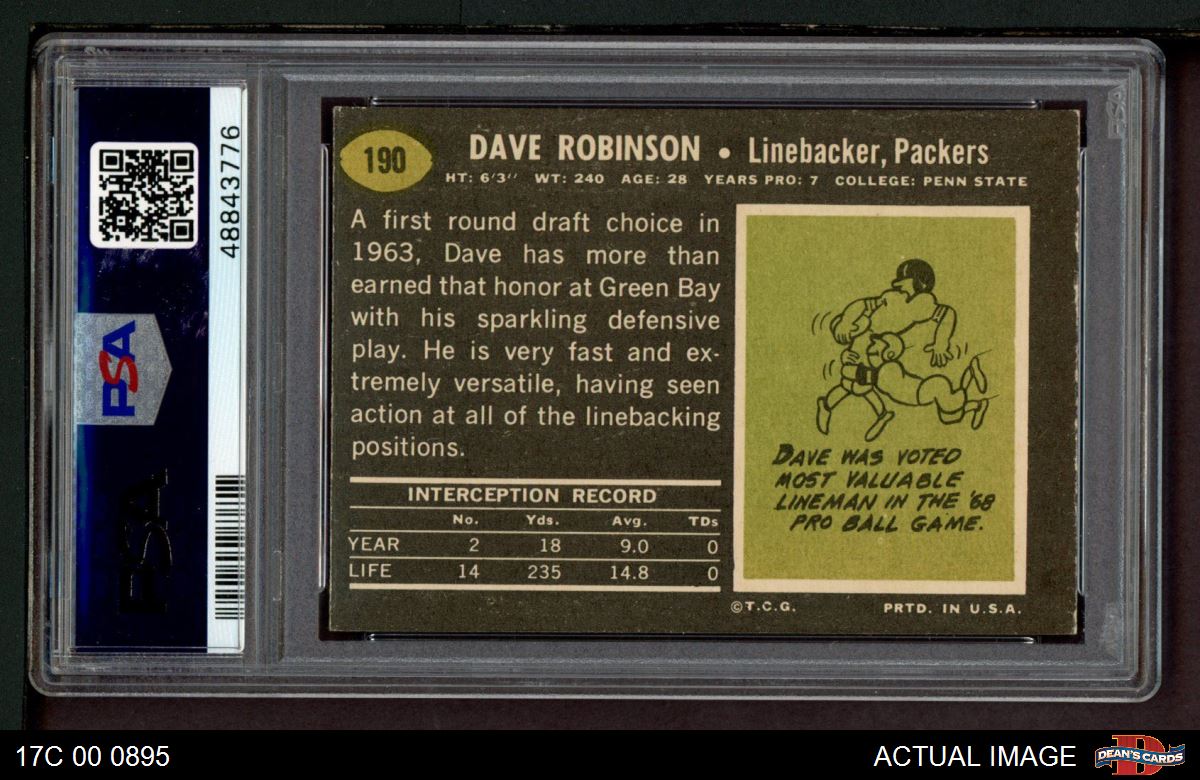 PSA
PSA
48843776
190
DAVE ROBINSON • Linebacker, Packers
HT: 6'3" WT: 240 AGE: 28 YEARS PRO: 7 COLLEGE: PENN STATE
A first round draft choice in
1963, Dave has more than
earned that honor at Green Bay
with his sparkling defensive
play. He is very fast and ex-
tremely versatile, having seen
action at all of the linebacking
positions.
INTERCEPTION RECORD
No. Yds. Avg. TDs
YEAR 2 18 9.0 0
LIFE 14 235 14.8 0
DAVE WAS VOTED
MOST VALUABLE
LINEMAN IN THE '68
PRO BALL GAME.
©T.C.G. PRTD. IN U.S.A.
17C 00 0895
ACTUAL IMAGE
DEAN'S CARDS